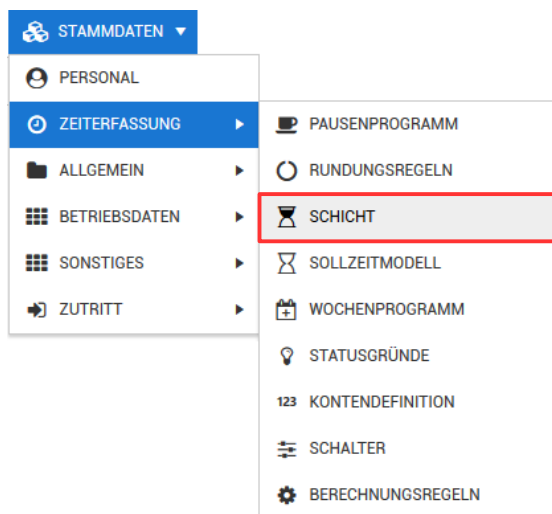 STAMMDATEN
PERSONAL
ZEITERFASSUNG
ALLGEMEIN
BETRIEBSDATEN
SONSTIGES
ZUTRITT
PAUSENPROGRAMM
RUNDUNGSREGELN
SCHICHT
SOLLZEITMODELL
WOCHENPROGRAMM
STATUSGRÜNDE
123 KONTENDEFINITION
SCHALTER
BERECHNUNGSREGELN